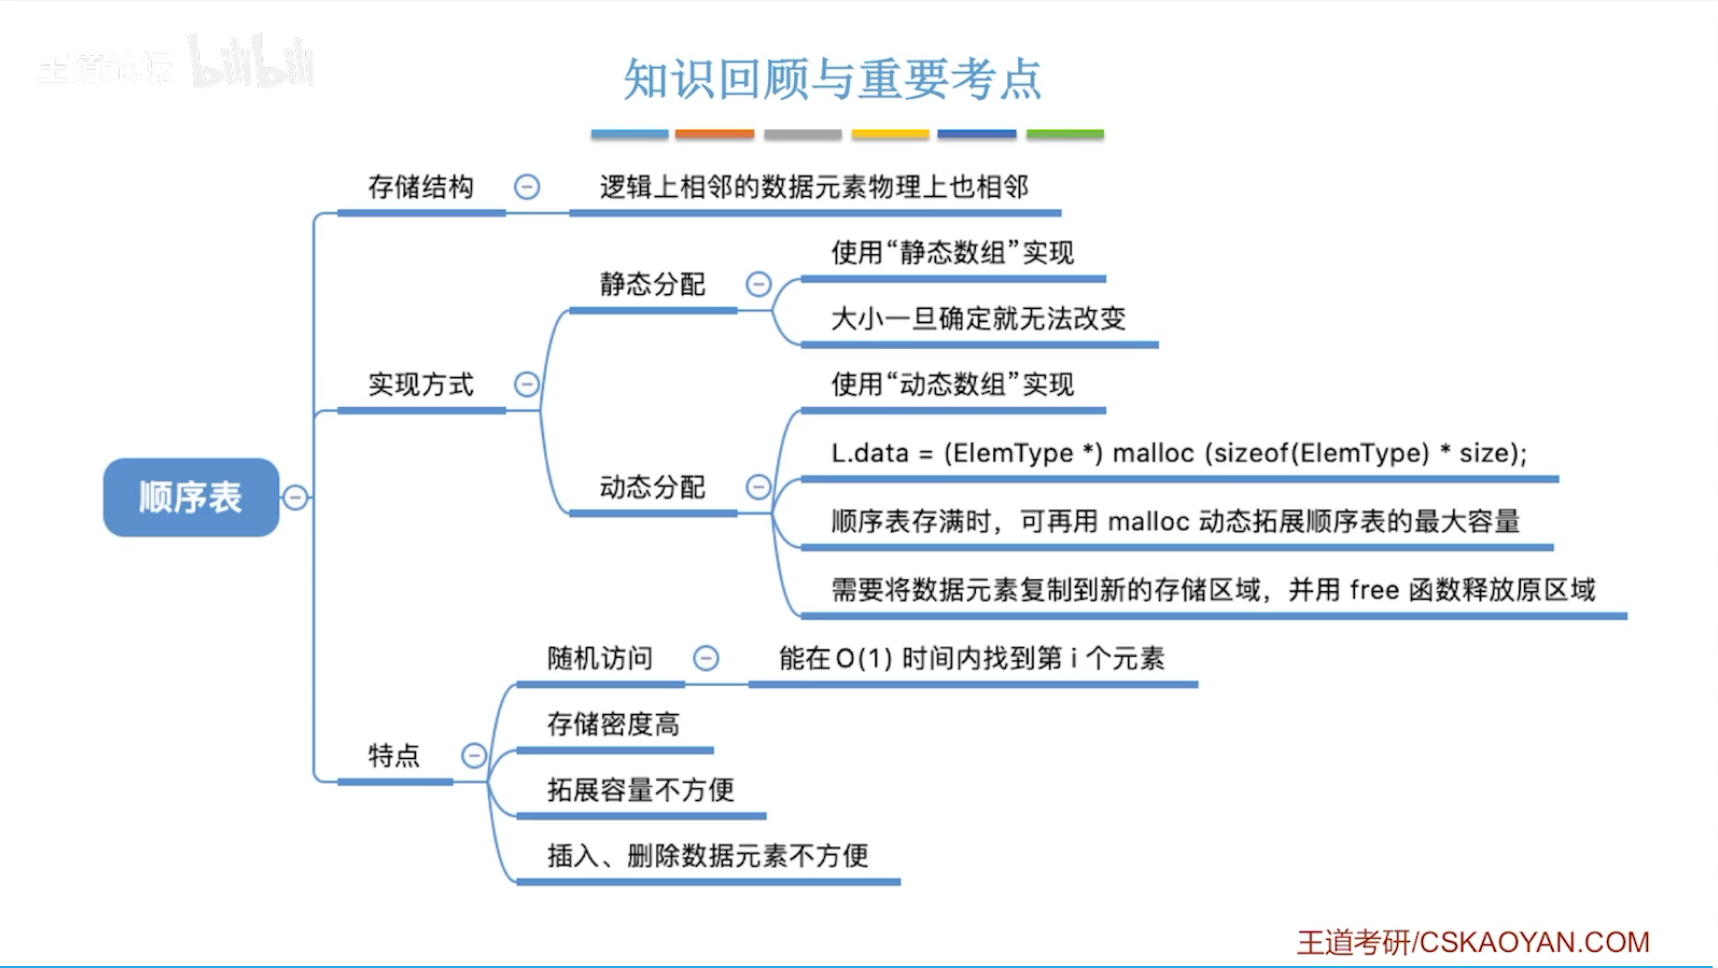 王道论坛 bilibili
知识回顾与重要考点
存储结构
逻辑上相邻的数据元素物理上也相邻
实现方式
静态分配
使用“静态数组”实现
大小一旦确定就无法改变
动态分配
使用“动态数组”实现
L.data = (ElemType *) malloc (sizeof(ElemType) * size);
顺序表存满时，可再用 malloc 动态拓展顺序表的最大容量
需要将数据元素复制到新的存储区域，并用 free 函数释放原区域
顺序表
特点
随机访问
能在O(1) 时间内找到第 i 个元素
存储密度高
拓展容量不方便
插入、删除数据元素不方便
王道考研/CSKAOYAN.COM